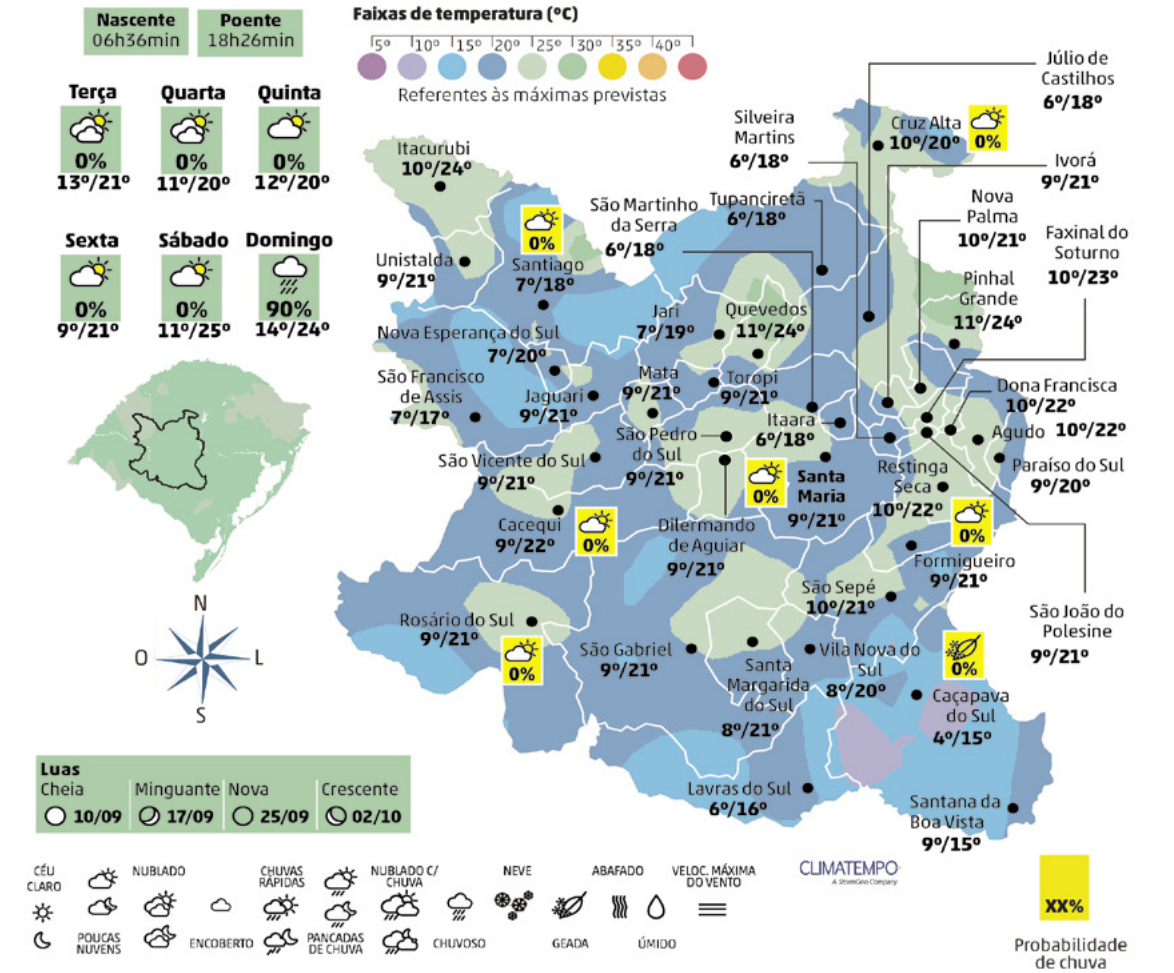 Nascente
06h36min
Poente
18h26min
Faixas de temperatura (ºC)
5º 10º 15º 20º 25º 30º 35º 40º
Referentes às máximas previstas
Terça
0%
13º/21º
Quarta
0%
11º/20º
Quinta
0%
12º/20º
Sexta
0%
9º/21º
Sábado
0%
11º/25º
Domingo
90%
14º/24º
N
O
L
S
Luas
Cheia
10/09
Minguante
17/09
Nova
25/09
Crescente
02/10
Júlio de
Castilhos
6º/18º
Silveira
Martins
6º/18º
Cruz Alta
10º/20º
0%
Ivorá
9º/21º
Itacurubi
10º/24º
São Martinho
da Serra
6º/18º
Tupanciretã
6º/18º
Nova
Palma
10º/21º
Faxinal do
Soturno
10º/23º
0%
Unistalda
9º/21º
Santiago
7º/18º
Pinhal
Grande
11º/24º
Jari
7º/19º
Quevedos
11º/24º
Nova Esperança do Sul
7º/20º
São Francisco
de Assis
7º/17º
Jaguari
9º/21º
Mata
9º/21º
Toropi
9º/21º
Itaara
6º/18º
Dona Francisca
10º/22º
Agudo 10º/22º
São Pedro
do Sul
9º/21º
São Vicente do Sul
9º/21º
0%
Santa
Maria
9º/21º
Restinga
Seca
10º/22º
Paraíso do Sul
9º/20º
Cacequi
9º/22º
0%
Dilermando
de Aguiar
9º/21º
0%
Formigueiro
9º/21º
São Sepé
10º/21º
São João do
Polesine
9º/21º
Rosário do Sul
9º/21º
0%
São Gabriel
9º/21º
Santa
Margarida
do Sul
8º/21º
Vila Nova do
Sul
8º/20º
0%
Caçapava
do Sul
4º/15º
Lavras do Sul
6º/16º
Santana da
Boa Vista
9º/15º
CÉU
CLARO
POUCAS
NUVENS
NUBLADO
ENCOBERTO
CHUVAS
RÁPIDAS
PANCADAS
DE CHUVA
NUBLADO C/
CHUVA
CHUVOSO
NEVE
GEADA
ABAFADO
ÚMIDO
VELOC. MÁXIMA
DO VENTO
CLIMATEMPO
A StormGeo Company
XX%
Probabilidade
de chuva